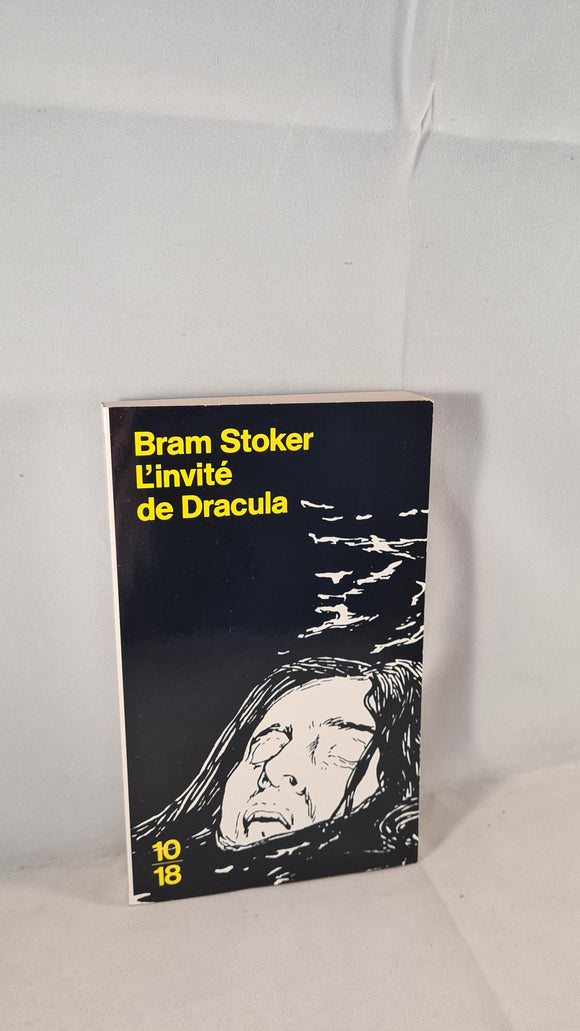 Bram Stoker
L'invité
de Dracula
10
18